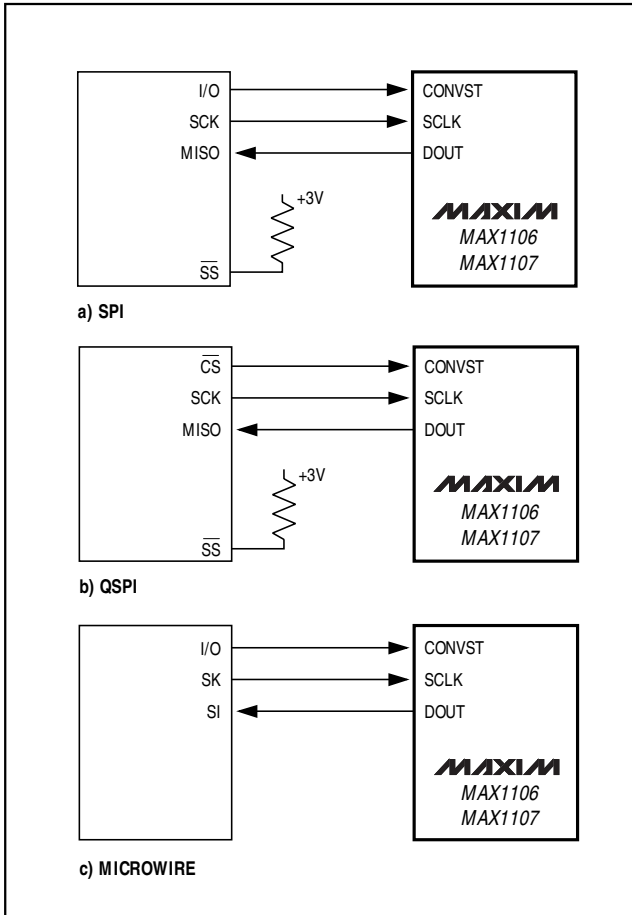 I/O CONVST
SCK SCLK
MISO DOUT
+3V
MAXIM
MAX1106
MAX1107
SS
a) SPI
CS CONVST
SCK SCLK
MISO DOUT
+3V
MAXIM
MAX1106
MAX1107
SS
b) QSPI
I/O CONVST
SK SCLK
SI DOUT
MAXIM
MAX1106
MAX1107
c) MICROWIRE